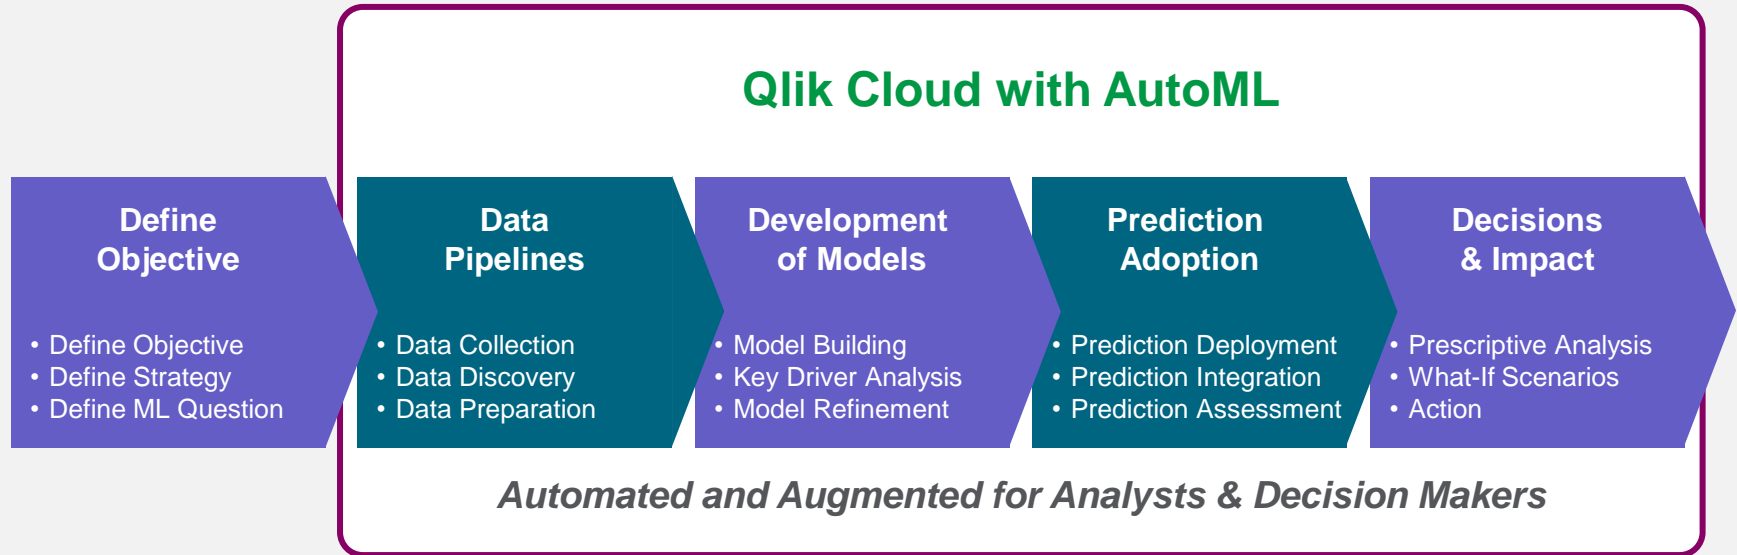 Qlik Cloud with AutoML
Define
Objective
• Define Objective
• Define Strategy
• Define ML Question
Data
Pipelines
• Data Collection
• Data Discovery
• Data Preparation
Development
of Models
• Model Building
• Key Driver Analysis
• Model Refinement
Prediction
Adoption
• Prediction Deployment
• Prediction Integration
• Prediction Assessment
Decisions
& Impact
• Prescriptive Analysis
• What-If Scenarios
• Action
Automated and Augmented for Analysts & Decision Makers